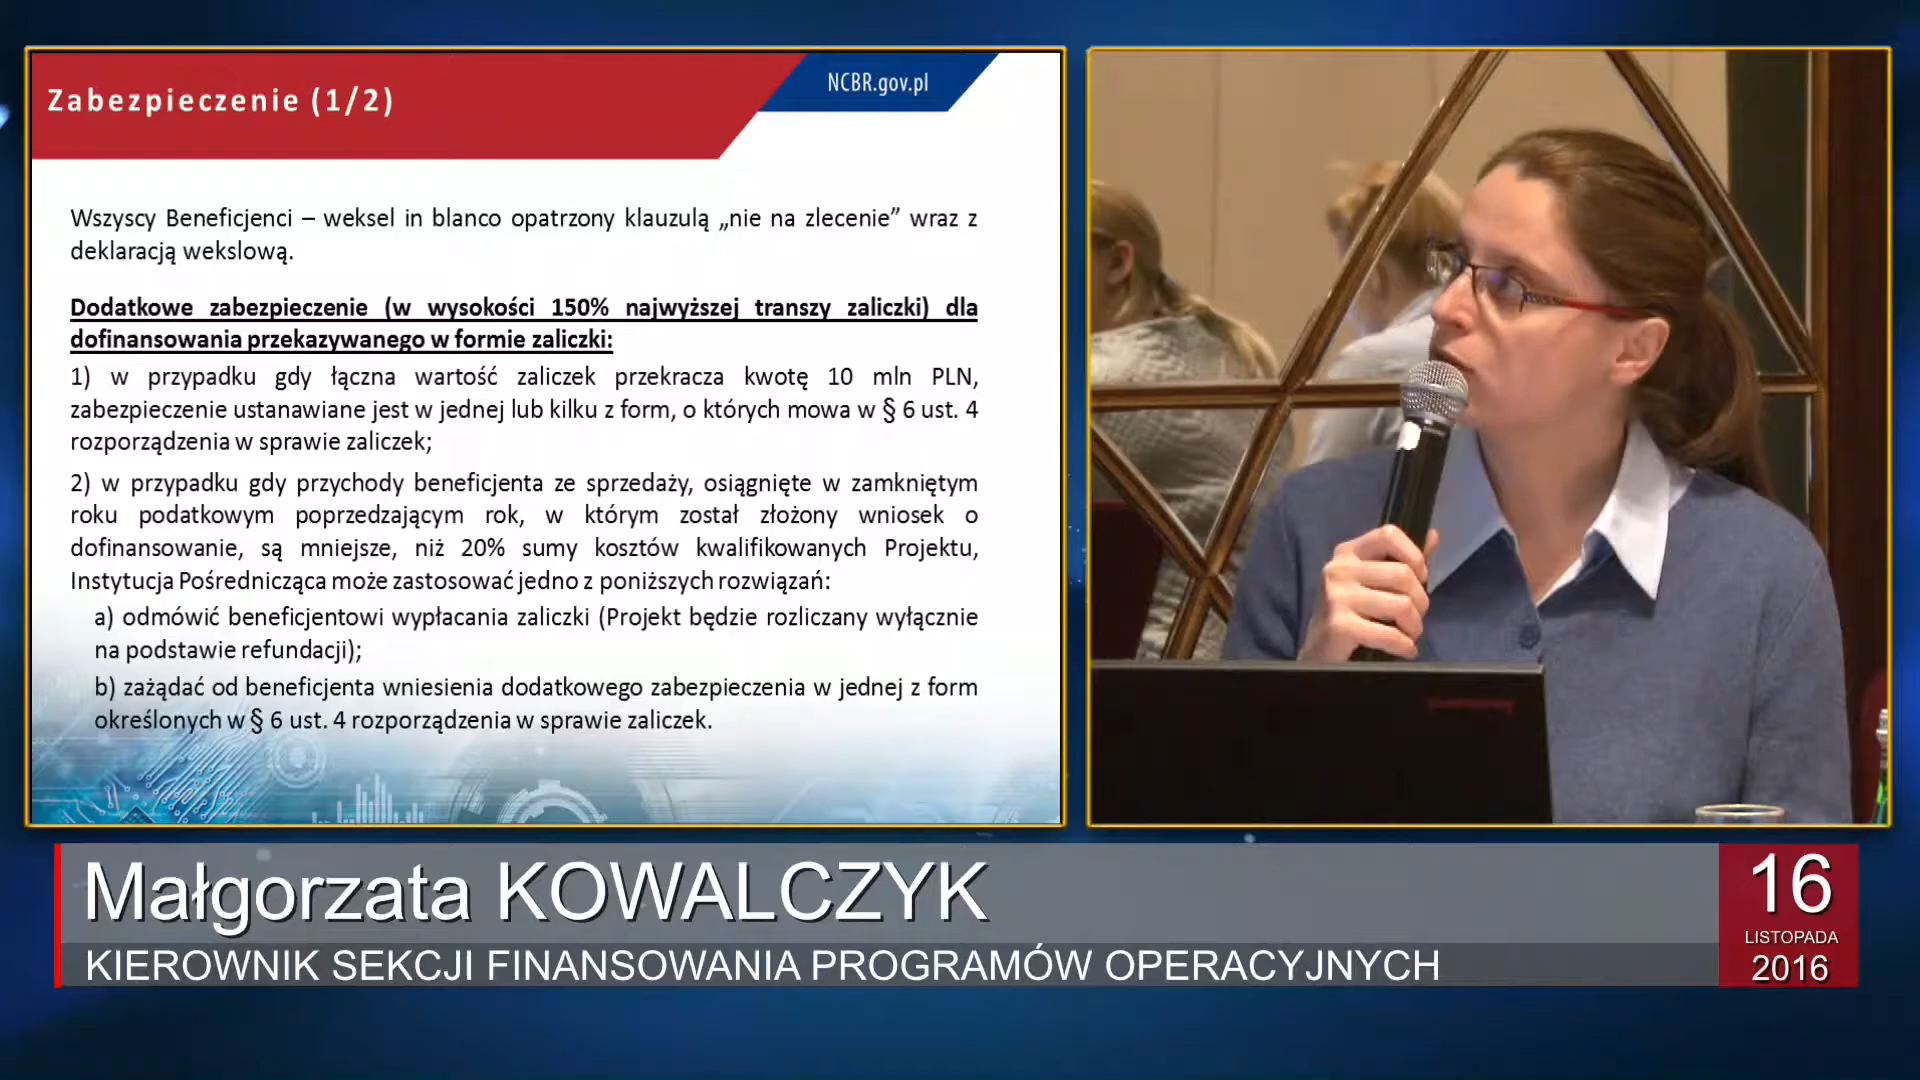 Zabezpieczenie (1/2)
NCBR.gov.pl
Wszyscy Beneficjenci – weksel in blanco opatrzony klauzulą „nie na zlecenie” wraz z
deklaracją wekslową.
Dodatkowe zabezpieczenie (w wysokości 150% najwyższej transzy zaliczki) dla
dofinansowania przekazywanego w formie zaliczki:
1) w przypadku gdy łączna wartość zaliczek przekracza kwotę 10 mln PLN,
zabezpieczenie ustanawiane jest w jednej lub kilku z form, o których mowa w § 6 ust. 4
rozporządzenia w sprawie zaliczek;
2) w przypadku gdy przychody beneficjenta ze sprzedaży, osiągnięte w zamkniętym
roku podatkowym poprzedzającym rok, w którym został złożony wniosek o
dofinansowanie, są mniejsze, niż 20% sumy kosztów kwalifikowanych Projektu,
Instytucja Pośrednicząca może zastosować jedno z poniższych rozwiązań:
a) odmówić beneficjentowi wypłacania zaliczki (Projekt będzie rozliczany wyłącznie
na podstawie refundacji);
b) zażądać od beneficjenta wniesienia dodatkowego zabezpieczenia w jednej z form
określonych w § 6 ust. 4 rozporządzenia w sprawie zaliczek.
Małgorzata KOWALCZYK
KIEROWNIK SEKCJI FINANSOWANIA PROGRAMÓW OPERACYJNYCH
16
LISTOPADA
2016